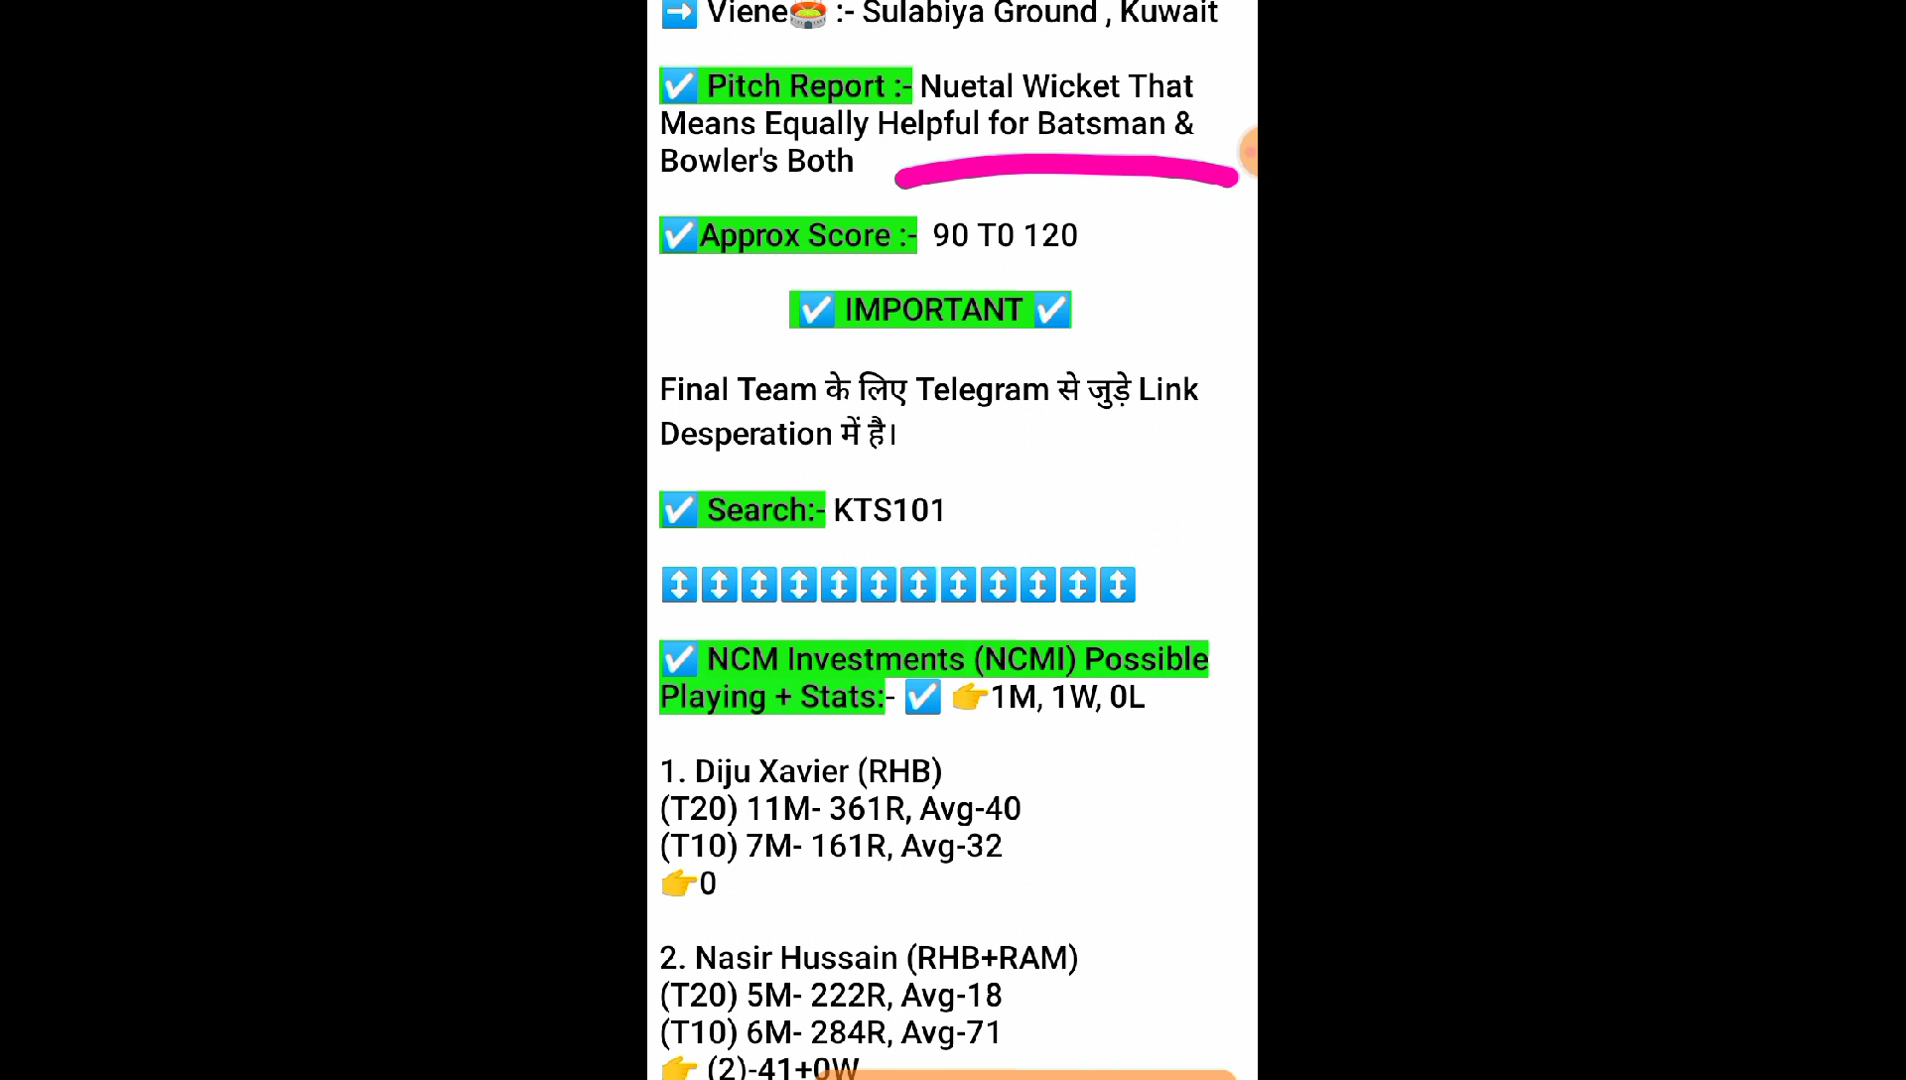 ➡️ Viene🏟️ :- Sulabiya Ground , Kuwait
✅ Pitch Report :- Nuetal Wicket That
Means Equally Helpful for Batsman &
Bowler's Both
✅Approx Score :- 90 T0 120
✅ IMPORTANT ✅
Final Team के लिए Telegram से जुड़े Link
Desperation में है।
✅ Search:- KTS101
↕️↕️↕️↕️↕️↕️↕️↕️↕️↕️↕️↕️
✅ NCM Investments (NCMI) Possible
Playing + Stats:- ✅ 👉1M, 1W, 0L
1. Diju Xavier (RHB)
(T20) 11M- 361R, Avg-40
(T10) 7M- 161R, Avg-32
👉0
2. Nasir Hussain (RHB+RAM)
(T20) 5M- 222R, Avg-18
(T10) 6M- 284R, Avg-71
👉 (2)-41+0W